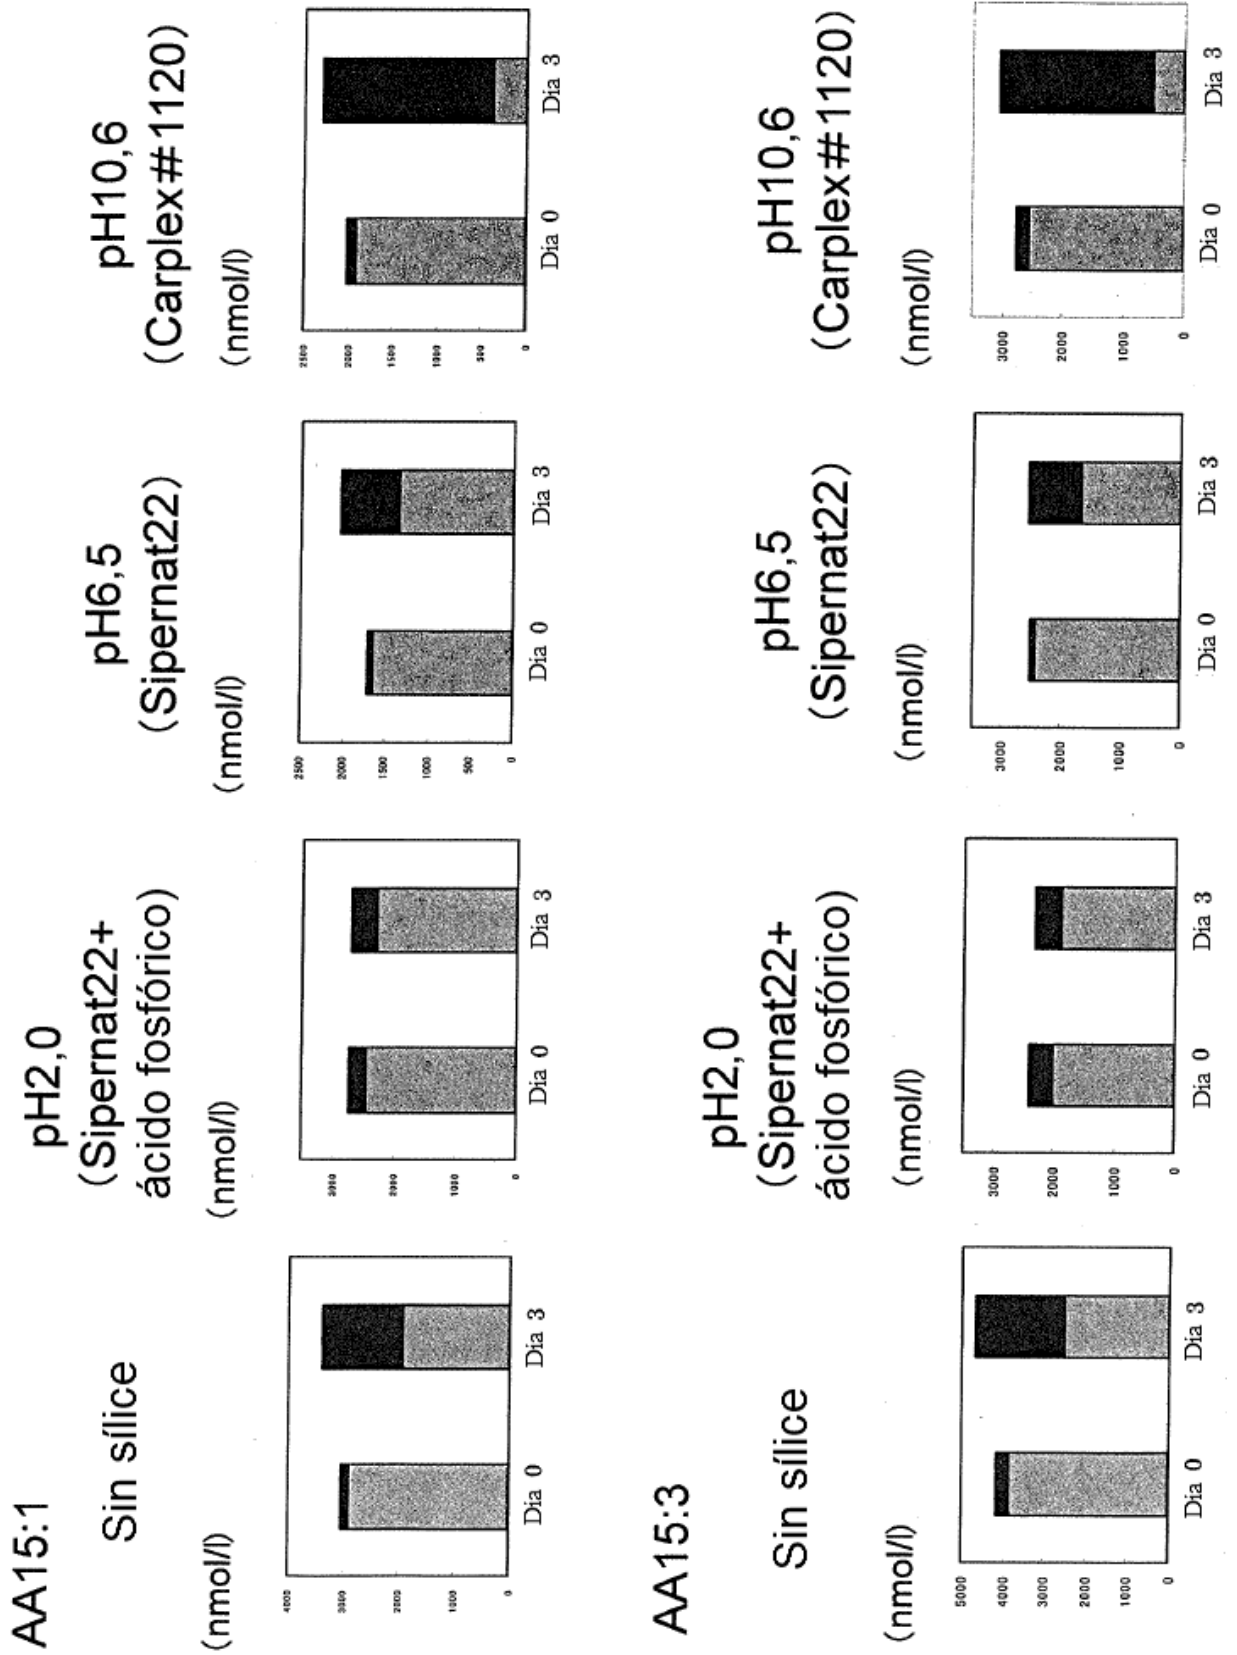 AA15:1
Sin sílice
(nmol/l)
4000
3000
2000
1000
0
Dia 0
Dia 3
pH2,0
(Sipernat22+
ácido fosfórico)
(nmol/l)
3000
2000
1000
0
Dia 0
Dia 3
pH6,5
(Sipernat22)
(nmol/l)
2500
2000
1500
1000
500
0
Dia 0
Dia 3
pH10,6
(Carplex#1120)
(nmol/l)
2500
2000
1500
1000
500
0
Dia 0
Dia 3
AA15:3
Sin sílice
(nmol/l)
5000
4000
3000
2000
1000
0
Dia 0
Dia 3
pH2,0
(Sipernat22+
ácido fosfórico)
(nmol/l)
3000
2000
1000
0
Dia 0
Dia 3
pH6,5
(Sipernat22)
(nmol/l)
3000
2000
1000
0
Dia 0
Dia 3
pH10,6
(Carplex#1120)
(nmol/l)
3000
2000
1000
0
Dia 0
Dia 3